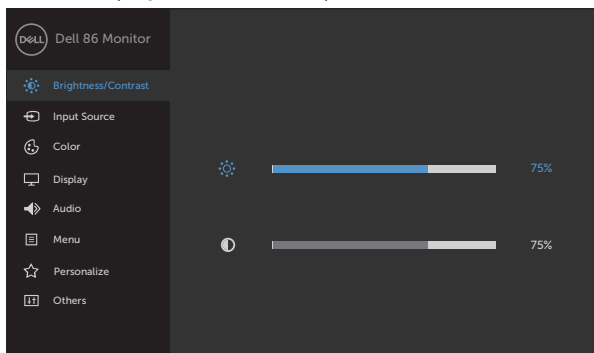 DELL
Dell 86 Monitor
Brightness/Contrast
Input Source
Color
75%
Display
Audio
Menu
75%
Personalize
Others